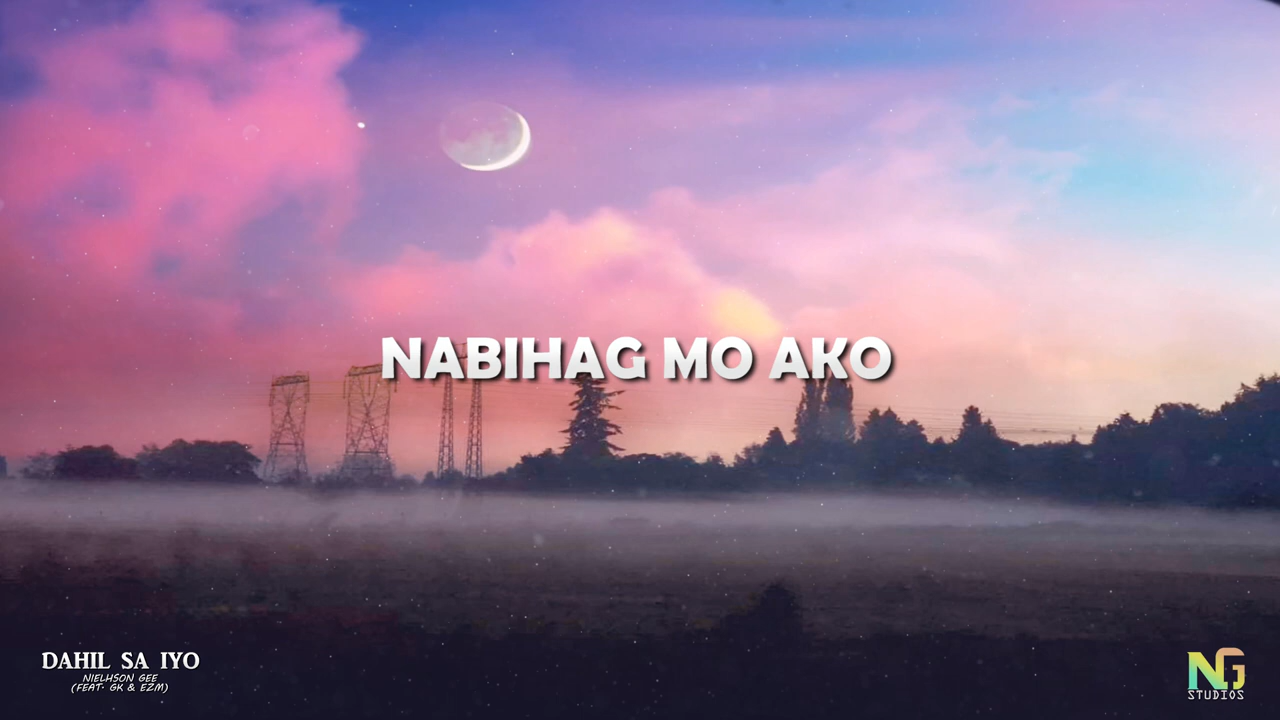 NABIHAG MO AKO
DAHIL SA IYO
NIELHSON GEE
(FEAT. GK & EZM)
NG
STUDIOS